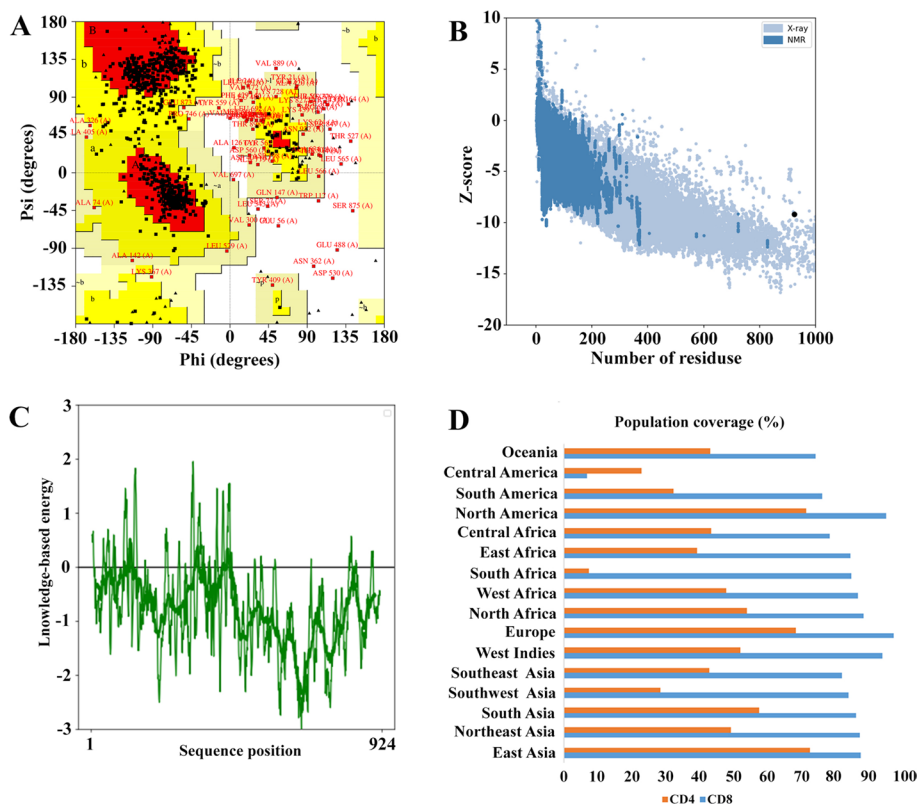 A
180
135
90
45
0
-45
-90
-135
-180
Psi (degrees)
B
b
a
A
VAL 889 (A)
TYR 559 (A)
ALA 326 (A)
LA 405 (A)
THR 527 (A)
LEU 565 (A)
VAL 697 (A)
GLN 147 (A)
TRP 117 (A)
ALA 74 (A)
SER 875 (A)
VAL 300 (A)
GLU 56 (A)
LEU 529 (A)
GLU 488 (A)
ALA 142 (A)
ASN 362 (A)
LYS 367 (A)
ASP 530 (A)
TYR 409 (A)
b
p
b
-180 -135 -90 -45 0 45 90 135 180
Phi (degrees)
B
10
5
0
-5
-10
-15
-20
Z-score
X-ray
NMR
0 200 400 600 800 1000
Number of residuse
C
3
2
1
0
-1
-2
-3
Lnowledge-based energy
1
924
Sequence position
D
Population coverage (%)
Oceania
Central America
South America
North America
Central Africa
East Africa
South Africa
West Africa
North Africa
Europe
West Indies
Southeast Asia
Southwest Asia
South Asia
Northeast Asia
East Asia
0 10 20 30 40 50 60 70 80 90 100
CD4 CD8